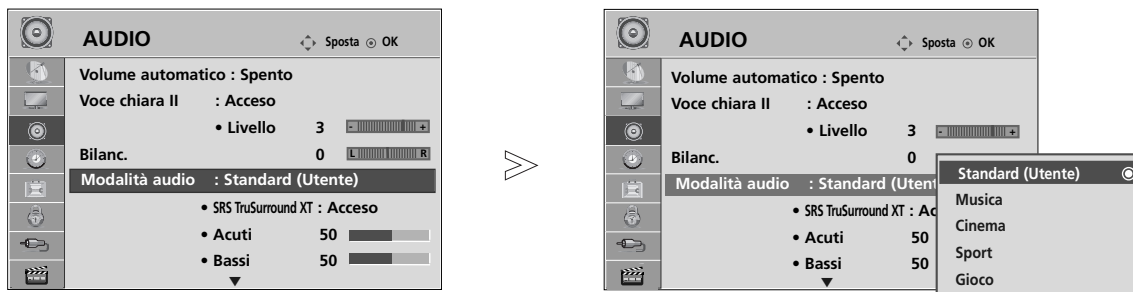 AUDIO Sposta OK
Volume automatico : Spento
Voce chiara II : Acceso
• Livello 3 - +
Bilanc. 0 L R
Modalità audio : Standard (Utente)
• SRS TruSurround XT : Acceso
• Acuti 50
• Bassi 50
▼
>
AUDIO Sposta OK
Volume automatico : Spento
Voce chiara II : Acceso
• Livello 3 - +
Bilanc. 0
Modalità audio : Standard (Utent
• SRS TruSurround XT : Ac
• Acuti 50
• Bassi 50
▼
Standard (Utente)
Musica
Cinema
Sport
Gioco